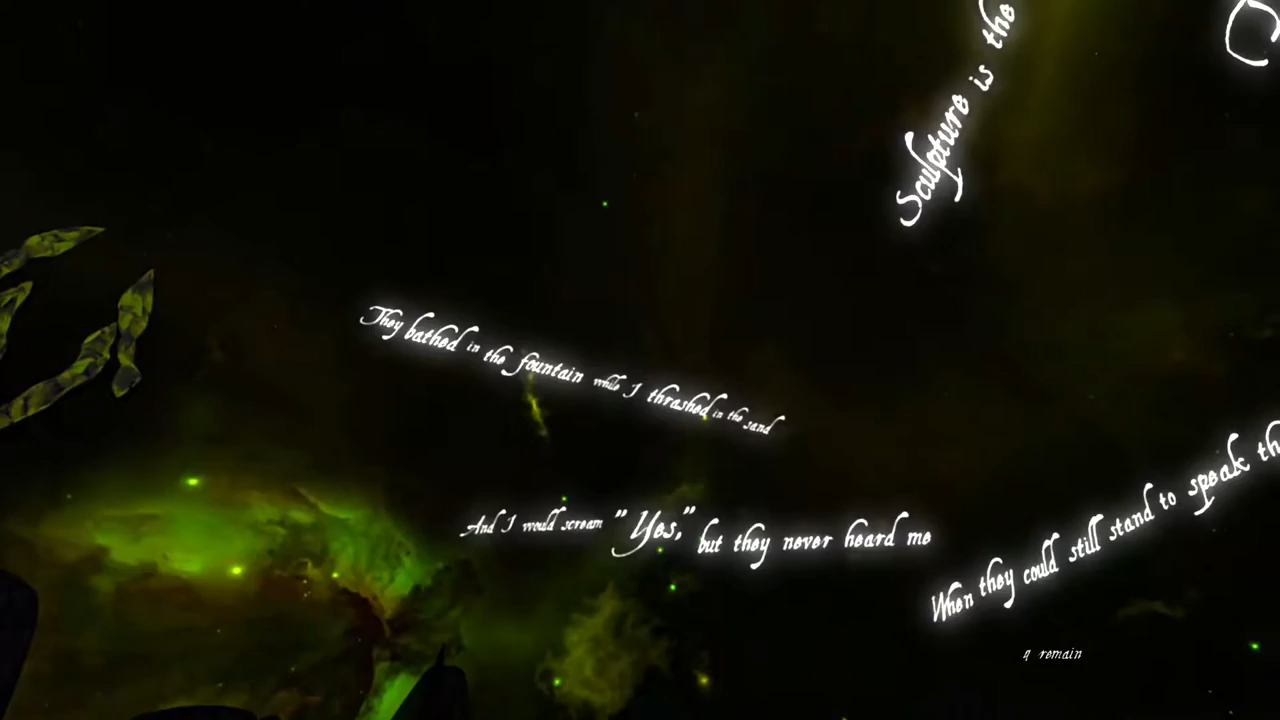 Sculpture is the
They bathed in the fountain while I thrashed in the sand
And I would scream "Yes," but they never heard me
When they could still stand to speak th
remain